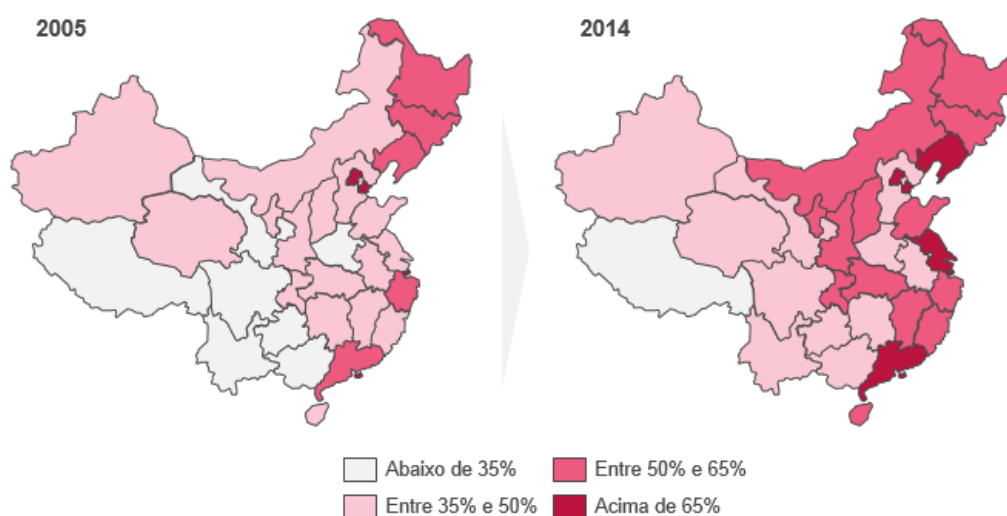 2005
2014
Abaixo de 35%
Entre 50% e 65%
Entre 35% e 50%
Acima de 65%